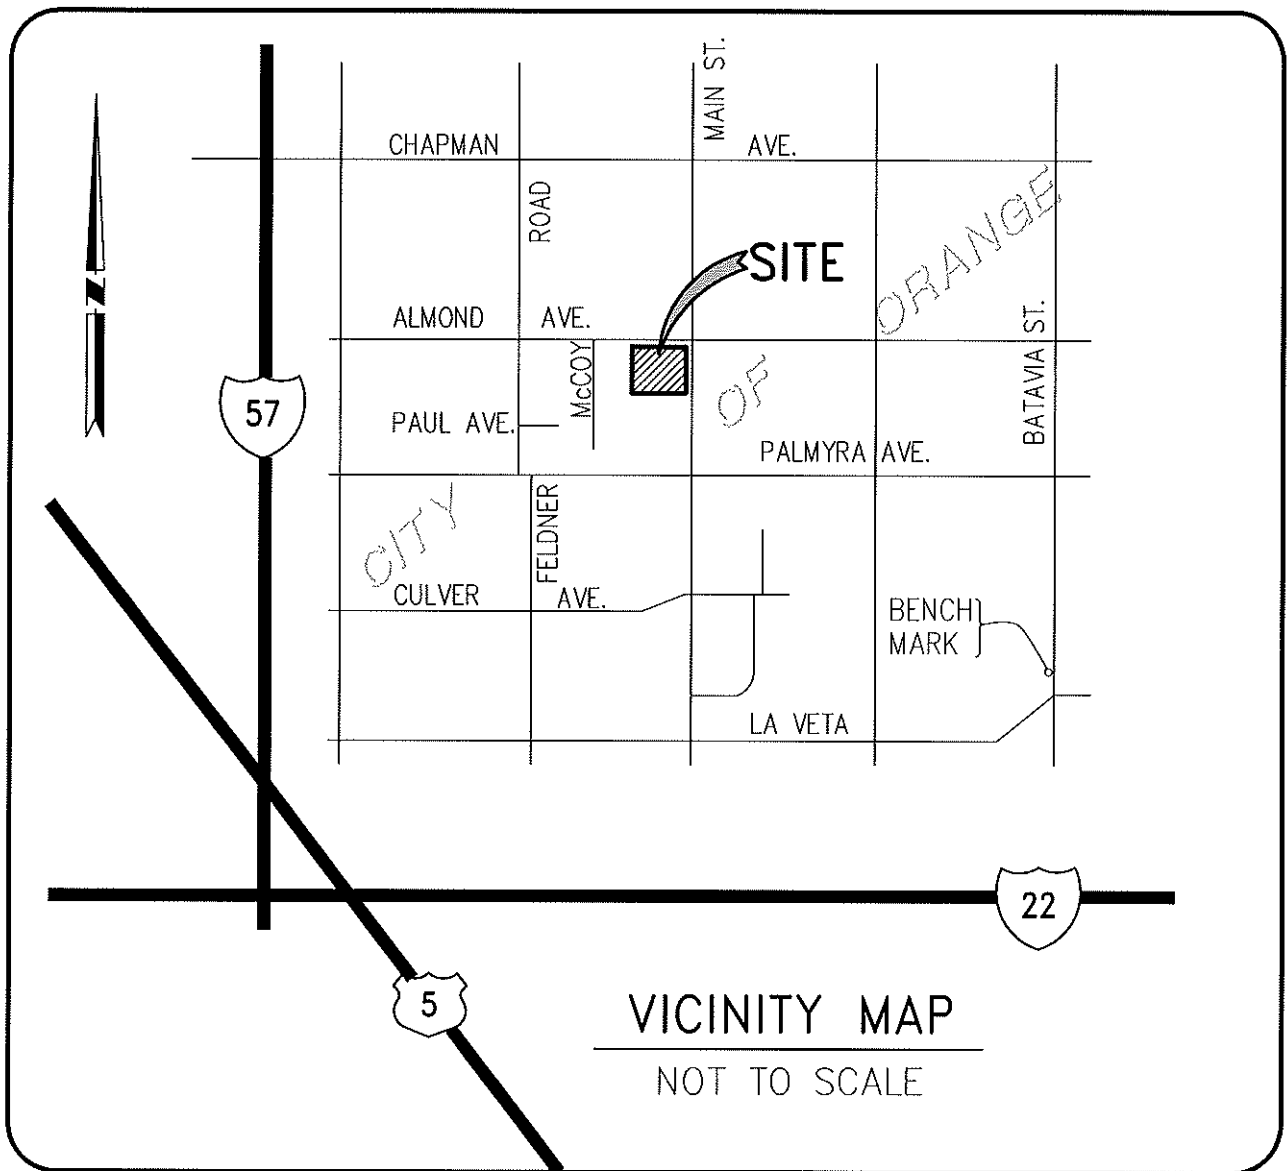 MAIN ST.
CHAPMAN AVE.
ROAD
SITE
ALMOND AVE.
McCOY
57
PAUL AVE.
PALMYRA AVE.
BATAVIA ST.
CITY OF ORANGE
FELDNER
CULVER AVE.
BENCH
MARK
LA VETA
22
5
VICINITY MAP
NOT TO SCALE